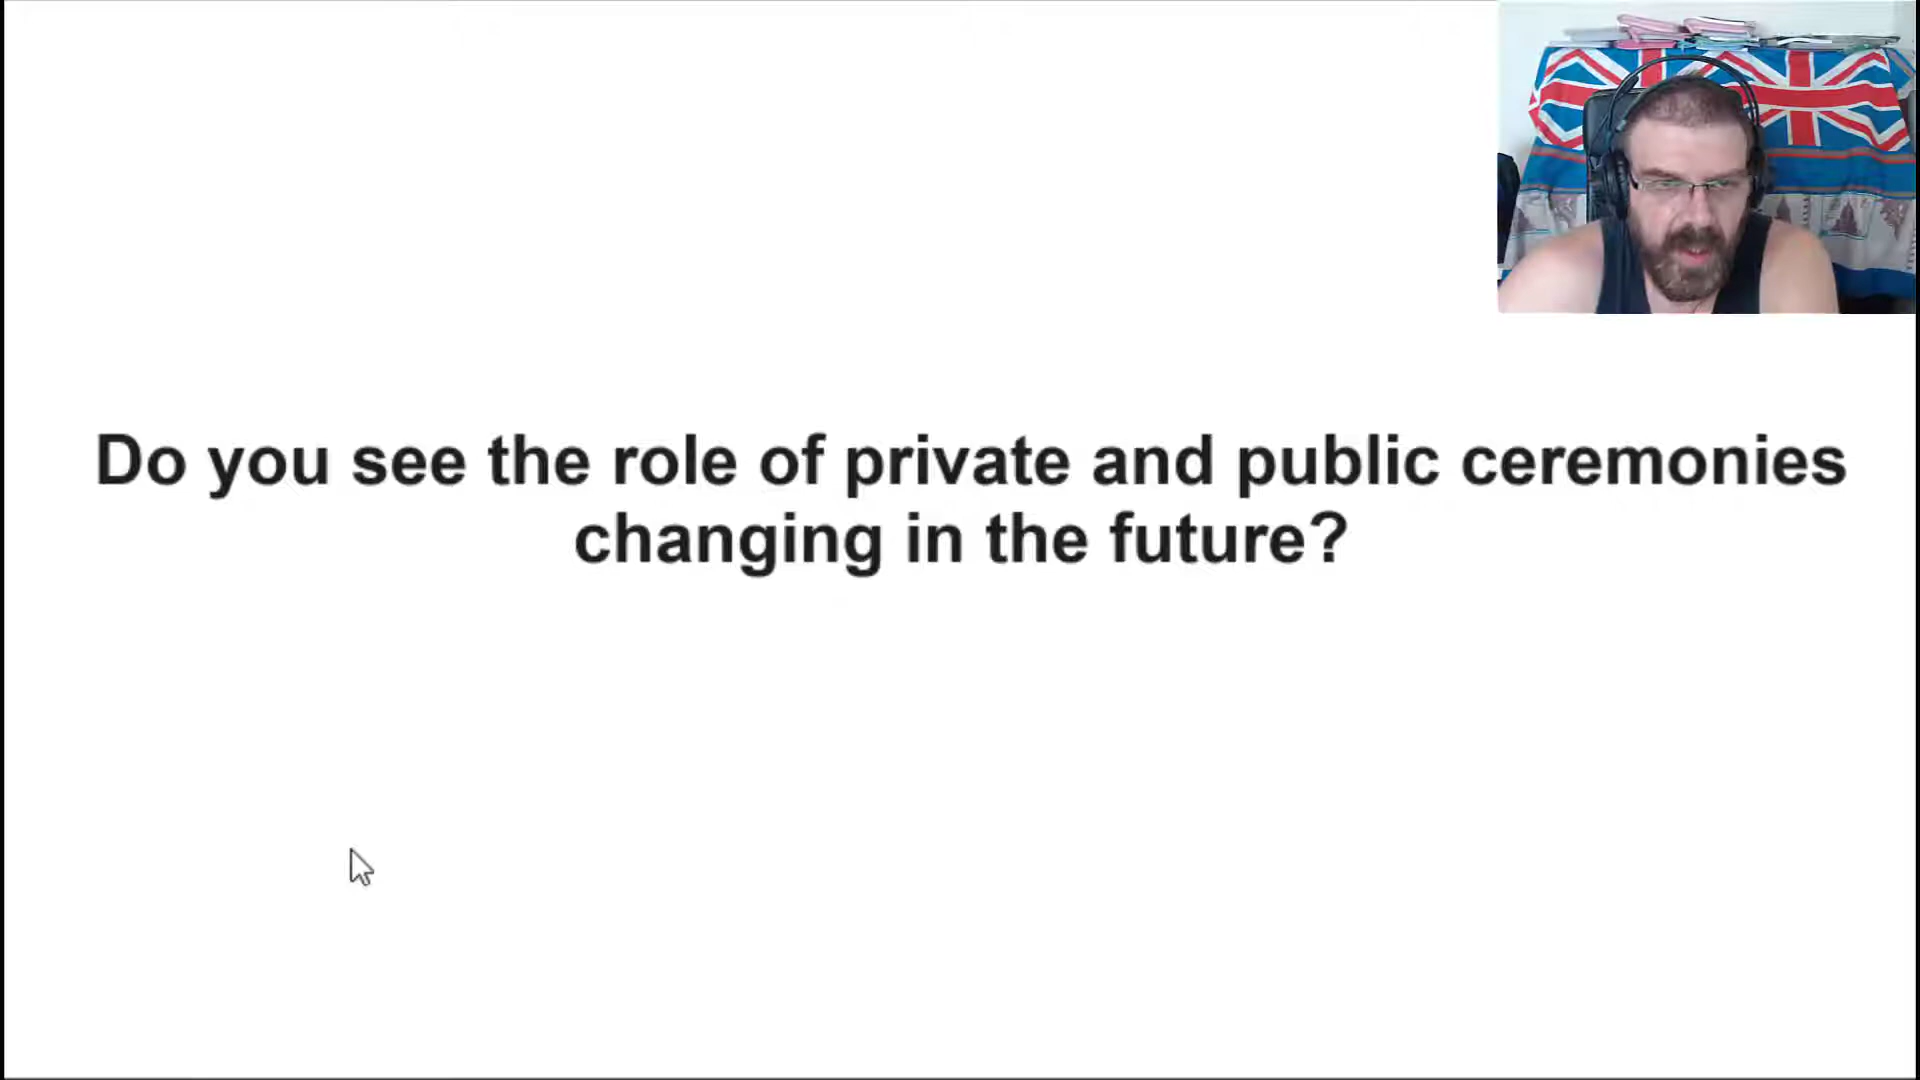 Do you see the role of private and public ceremonies
changing in the future?